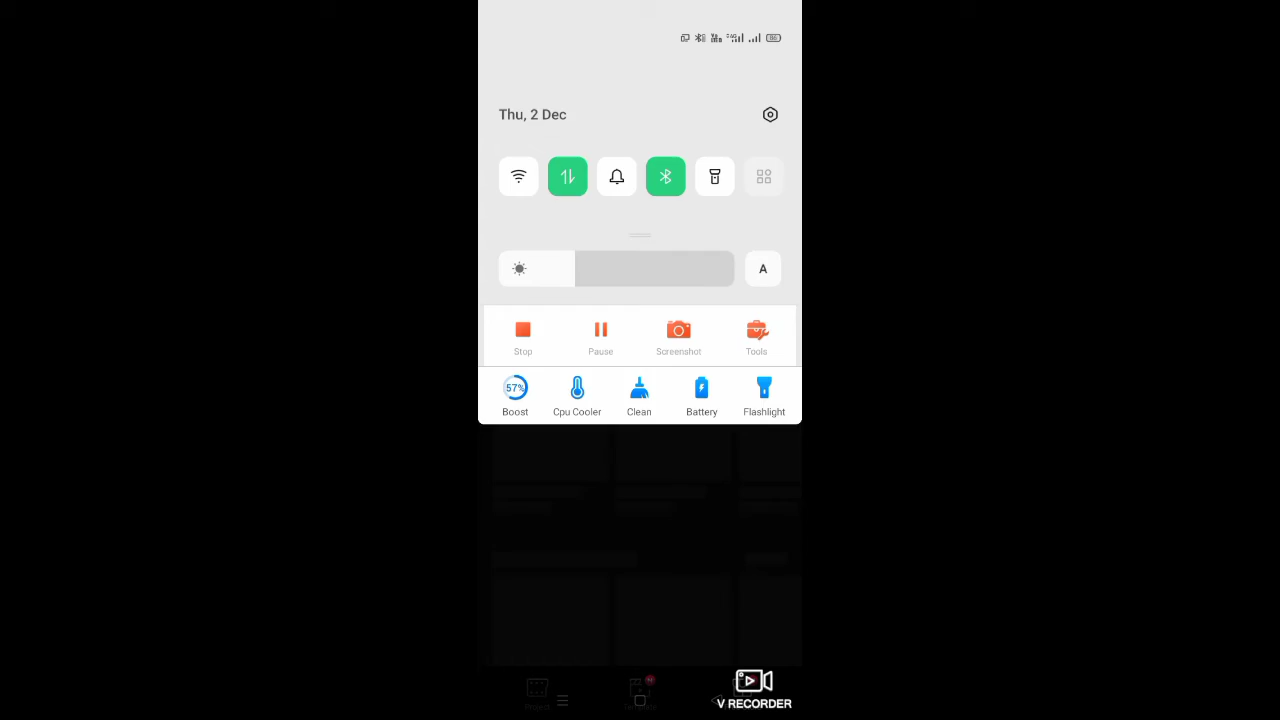 Thu, 2 Dec
A
Stop Pause Screenshot Tools
57%
Boost Cpu Cooler Clean Battery Flashlight
V RECORDER